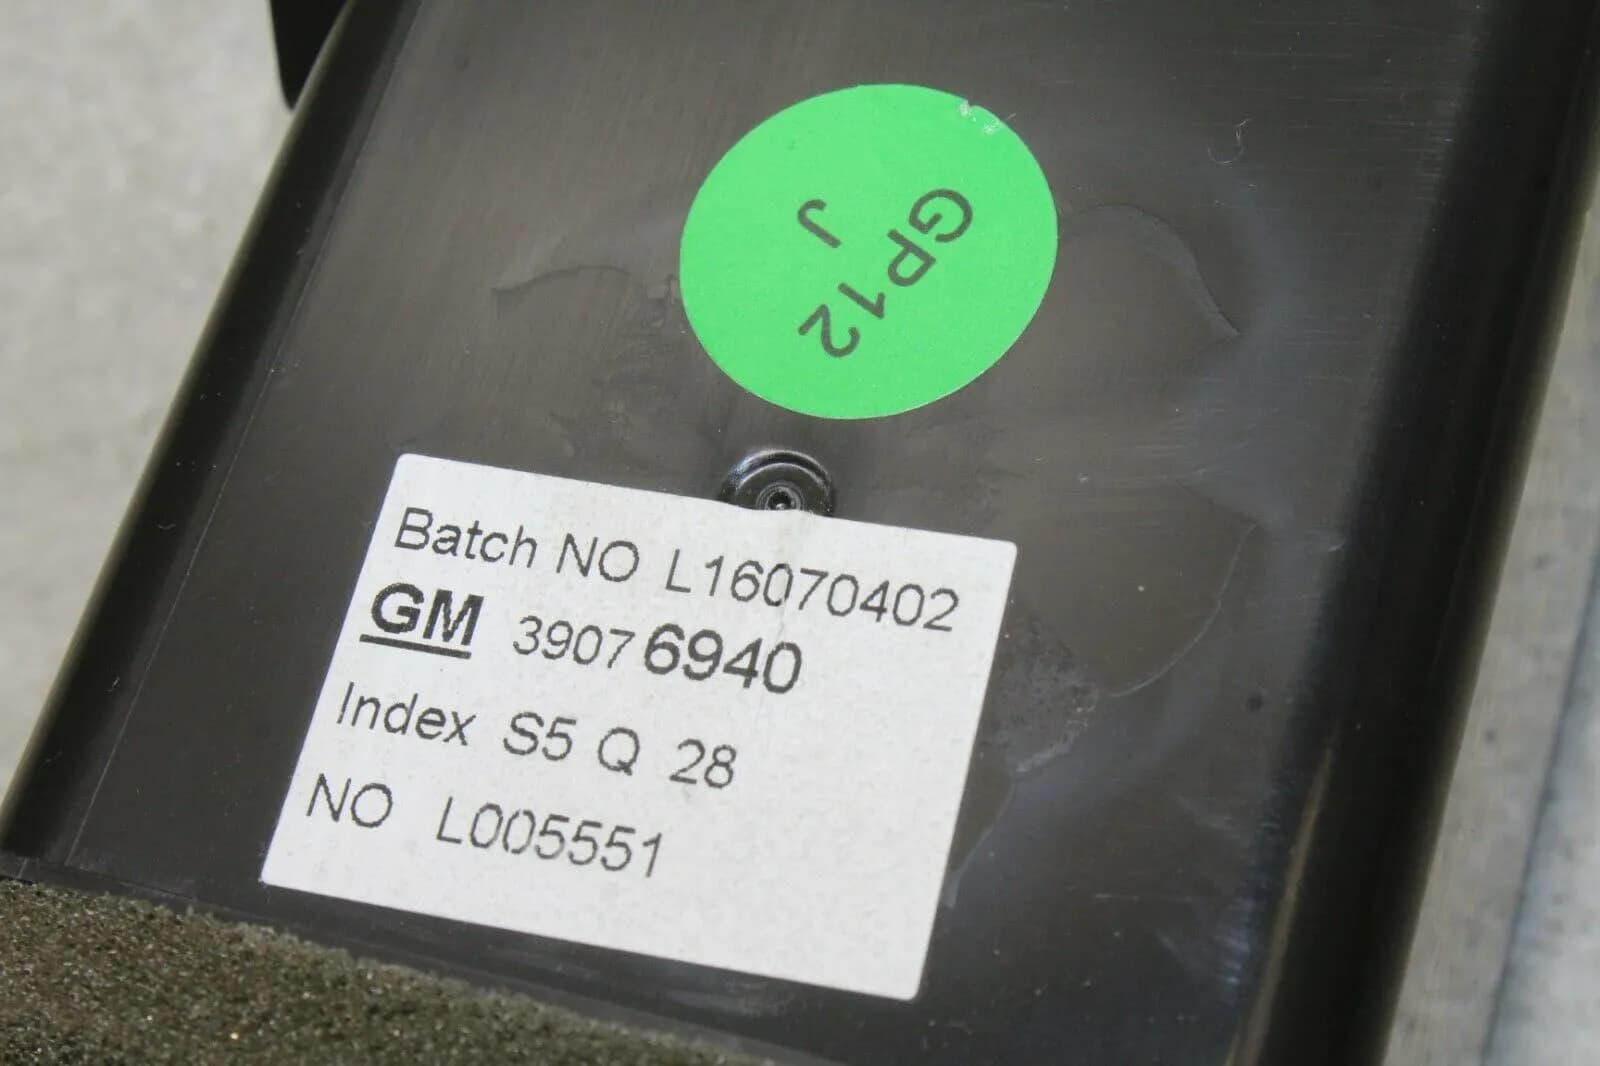 GP12
J
Batch NO L16070402
GM 39076940
Index S5 Q 28
NO L005551